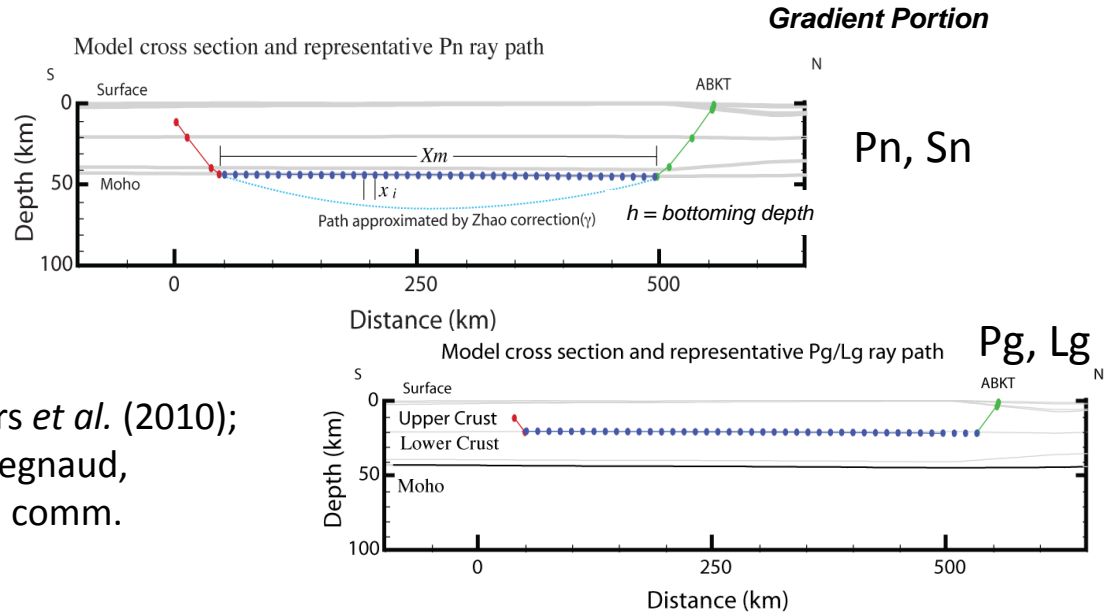 Gradient Portion
Model cross section and representative Pn ray path
S
N
Surface
ABKT
0
50
100
Depth (km)
Moho
Xm
x i
Path approximated by Zhao correction(γ)
h = bottoming depth
Pn, Sn
0
250
500
Distance (km)
Pg, Lg
Model cross section and representative Pg/Lg ray path
S
N
Surface
ABKT
0
50
100
Depth (km)
Upper Crust
Lower Crust
Moho
0
250
500
Distance (km)
rs et al. (2010);
egnaud,
comm.